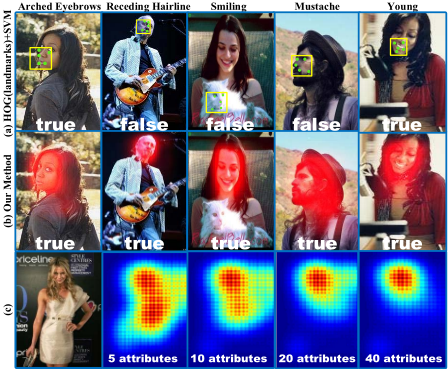 Arched Eyebrows Receding Hairline Smiling Mustache Young
(a) HOG(landmarks)+SVM
true false false false true
(b) Our Method
true true true true true
(c)
priceline
5 attributes 10 attributes 20 attributes 40 attributes